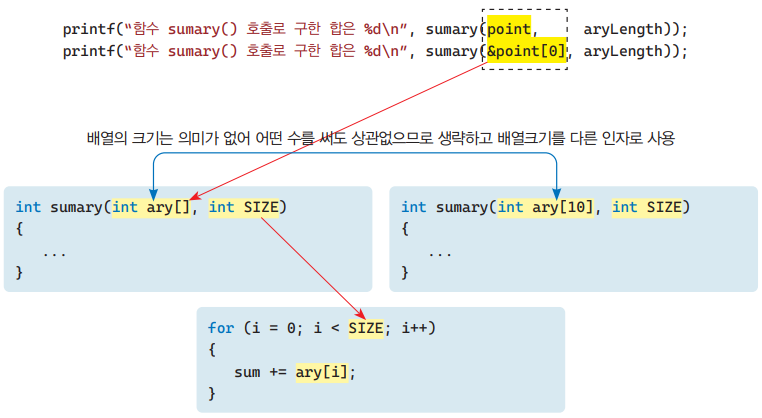 printf(“함수 sumary() 호출로 구한 합은 %d\n”, sumary(point, aryLength));
printf(“함수 sumary() 호출로 구한 합은 %d\n”, sumary(&point[0], aryLength));
배열의 크기는 의미가 없어 어떤 수를 써도 상관없으므로 생략하고 배열크기를 다른 인자로 사용
int sumary(int ary[], int SIZE)
{
...
}
int sumary(int ary[10], int SIZE)
{
...
}
for (i = 0; i < SIZE; i++)
{
sum += ary[i];
}